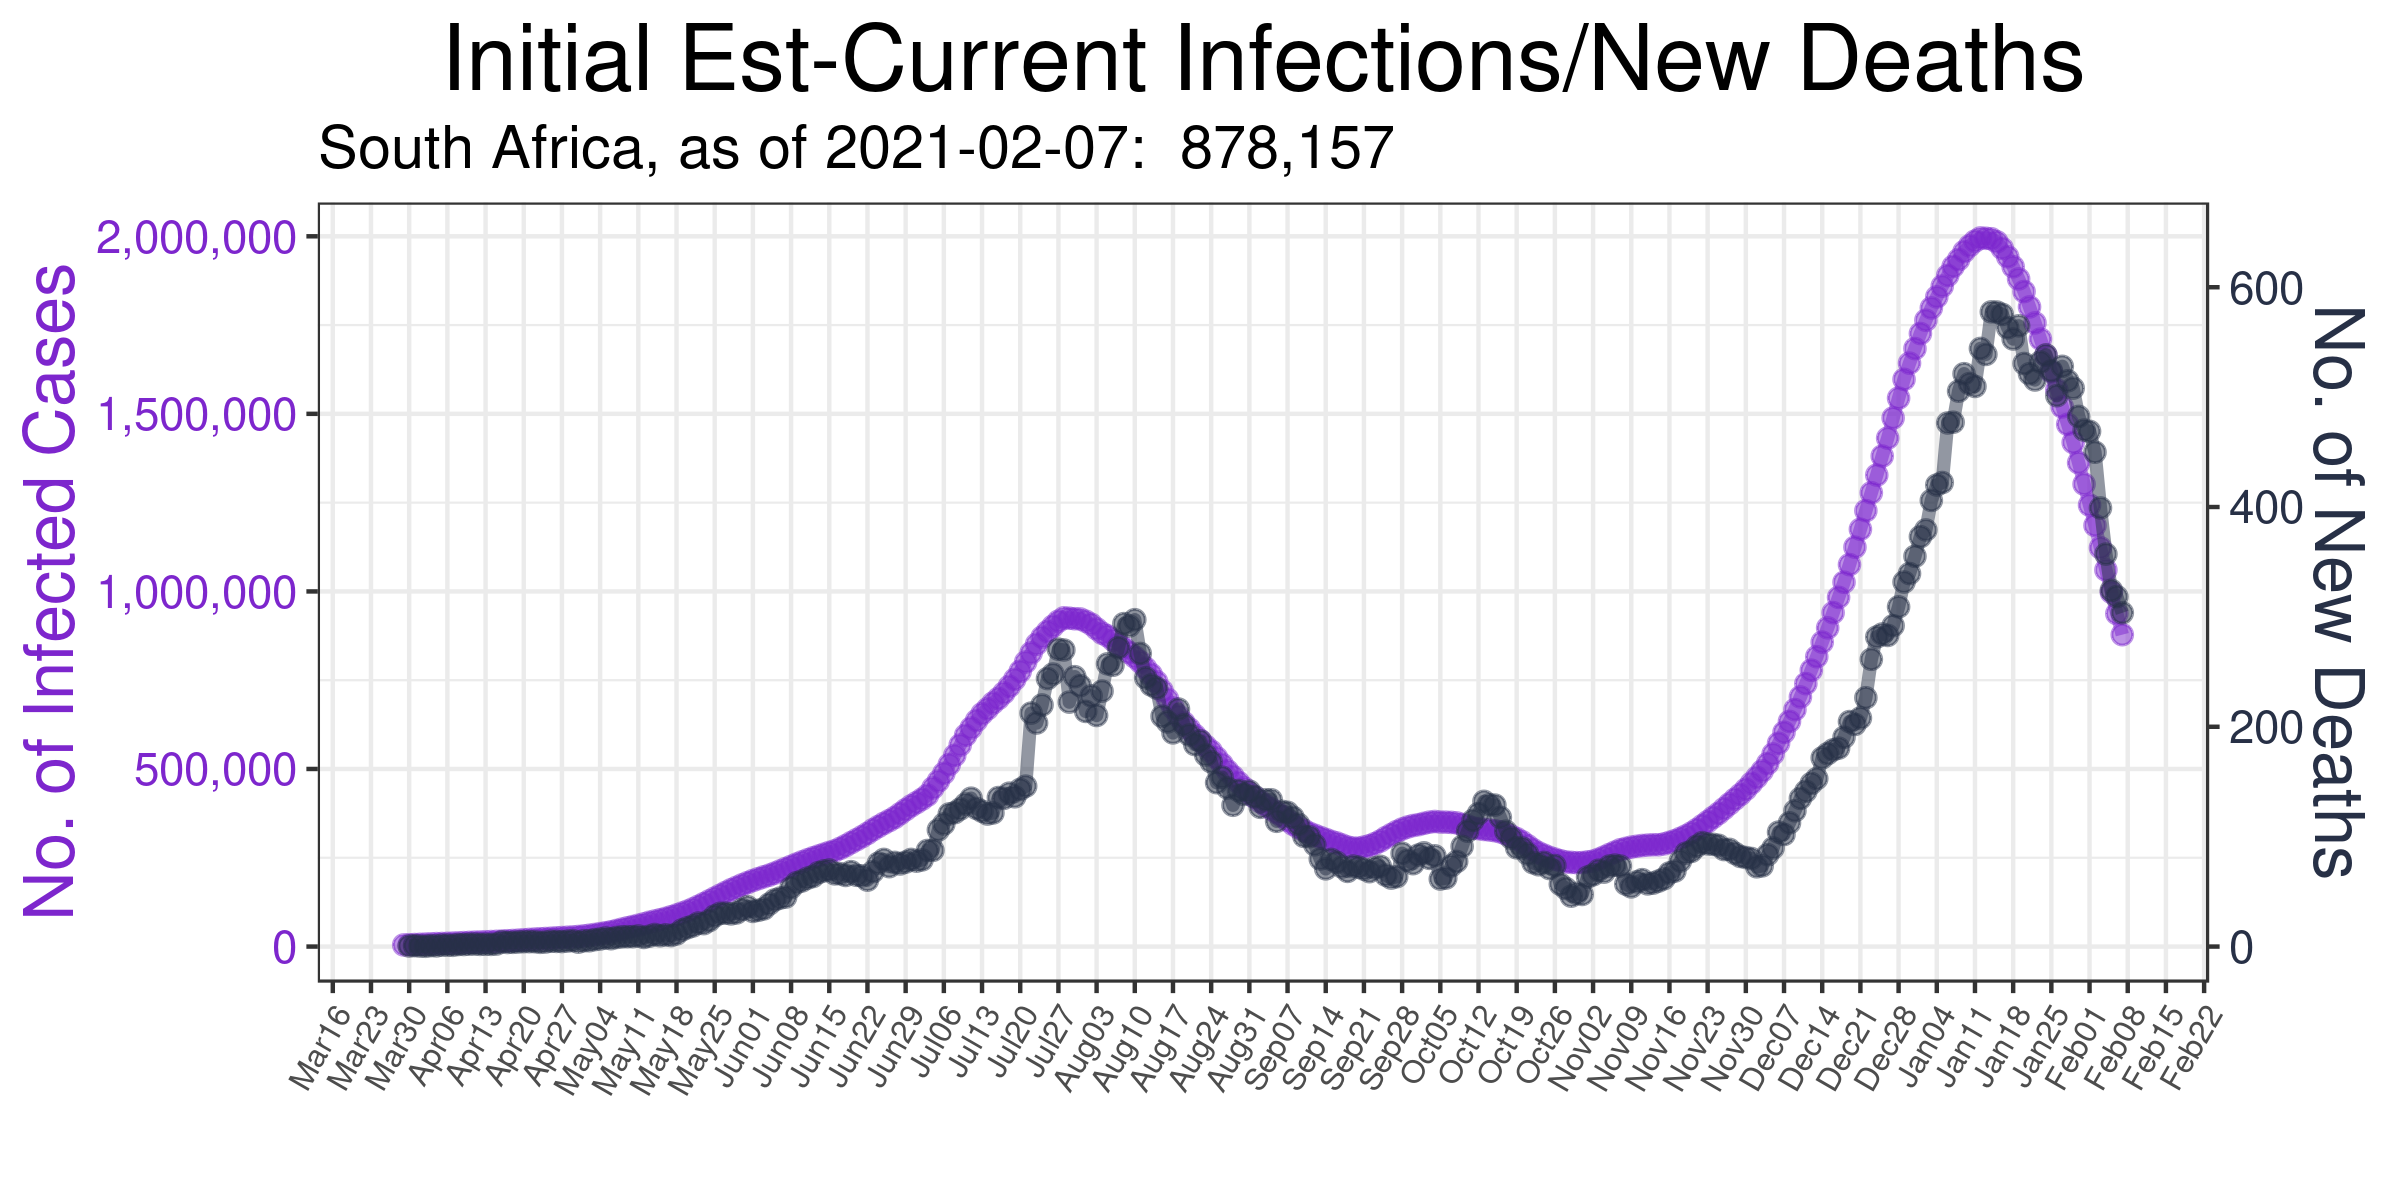 Initial Est-Current Infections/New Deaths
South Africa, as of 2021-02-07: 878,157
No. of Infected Cases
2,000,000
1,500,000
1,000,000
500,000
0
600
400
200
0
No. of New Deaths
Mar16
Mar23
Mar30
Apr06
Apr13
Apr20
Apr27
May04
May11
May18
May25
Jun01
Jun08
Jun15
Jun22
Jun29
Jul06
Jul13
Jul20
Jul27
Aug03
Aug10
Aug17
Aug24
Aug31
Sep07
Sep14
Sep21
Sep28
Oct05
Oct12
Oct19
Oct26
Nov02
Nov09
Nov16
Nov23
Nov30
Dec07
Dec14
Dec21
Dec28
Jan04
Jan11
Jan18
Jan25
Feb01
Feb08
Feb15
Feb22